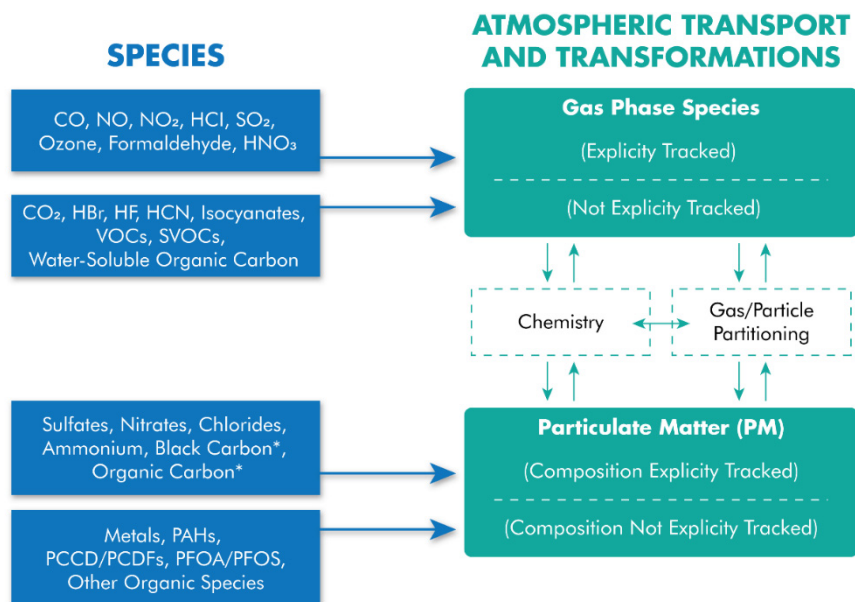 SPECIES
CO, NO, NO₂, HCl, SO₂,
Ozone, Formaldehyde, HNO₃
CO₂, HBr, HF, HCN, Isocyanates,
VOCs, SVOCs,
Water-Soluble Organic Carbon
Sulfates, Nitrates, Chlorides,
Ammonium, Black Carbon*,
Organic Carbon*
Metals, PAHs,
PCCD/PCDFs, PFOA/PFOS,
Other Organic Species
ATMOSPHERIC TRANSPORT
AND TRANSFORMATIONS
Gas Phase Species
(Explicity Tracked)
(Not Explicity Tracked)
Chemistry
Gas/Particle
Partitioning
Particulate Matter (PM)
(Composition Explicity Tracked)
(Composition Not Explicity Tracked)